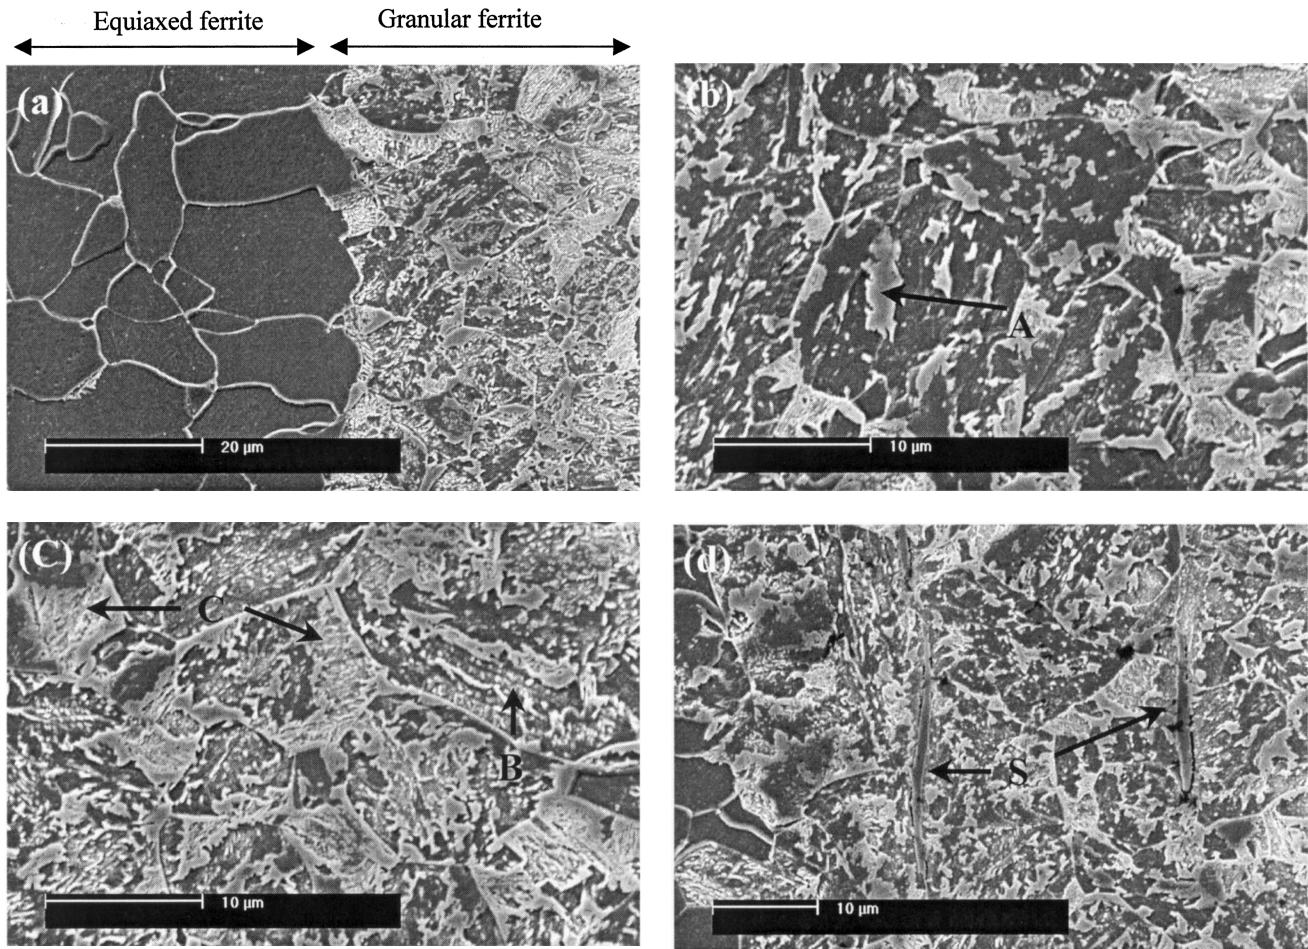 Equiaxed ferrite
Granular ferrite
(a)
20 µm
(b)
A
10 µm
(C)
C
B
10 µm
(d)
S
10 µm